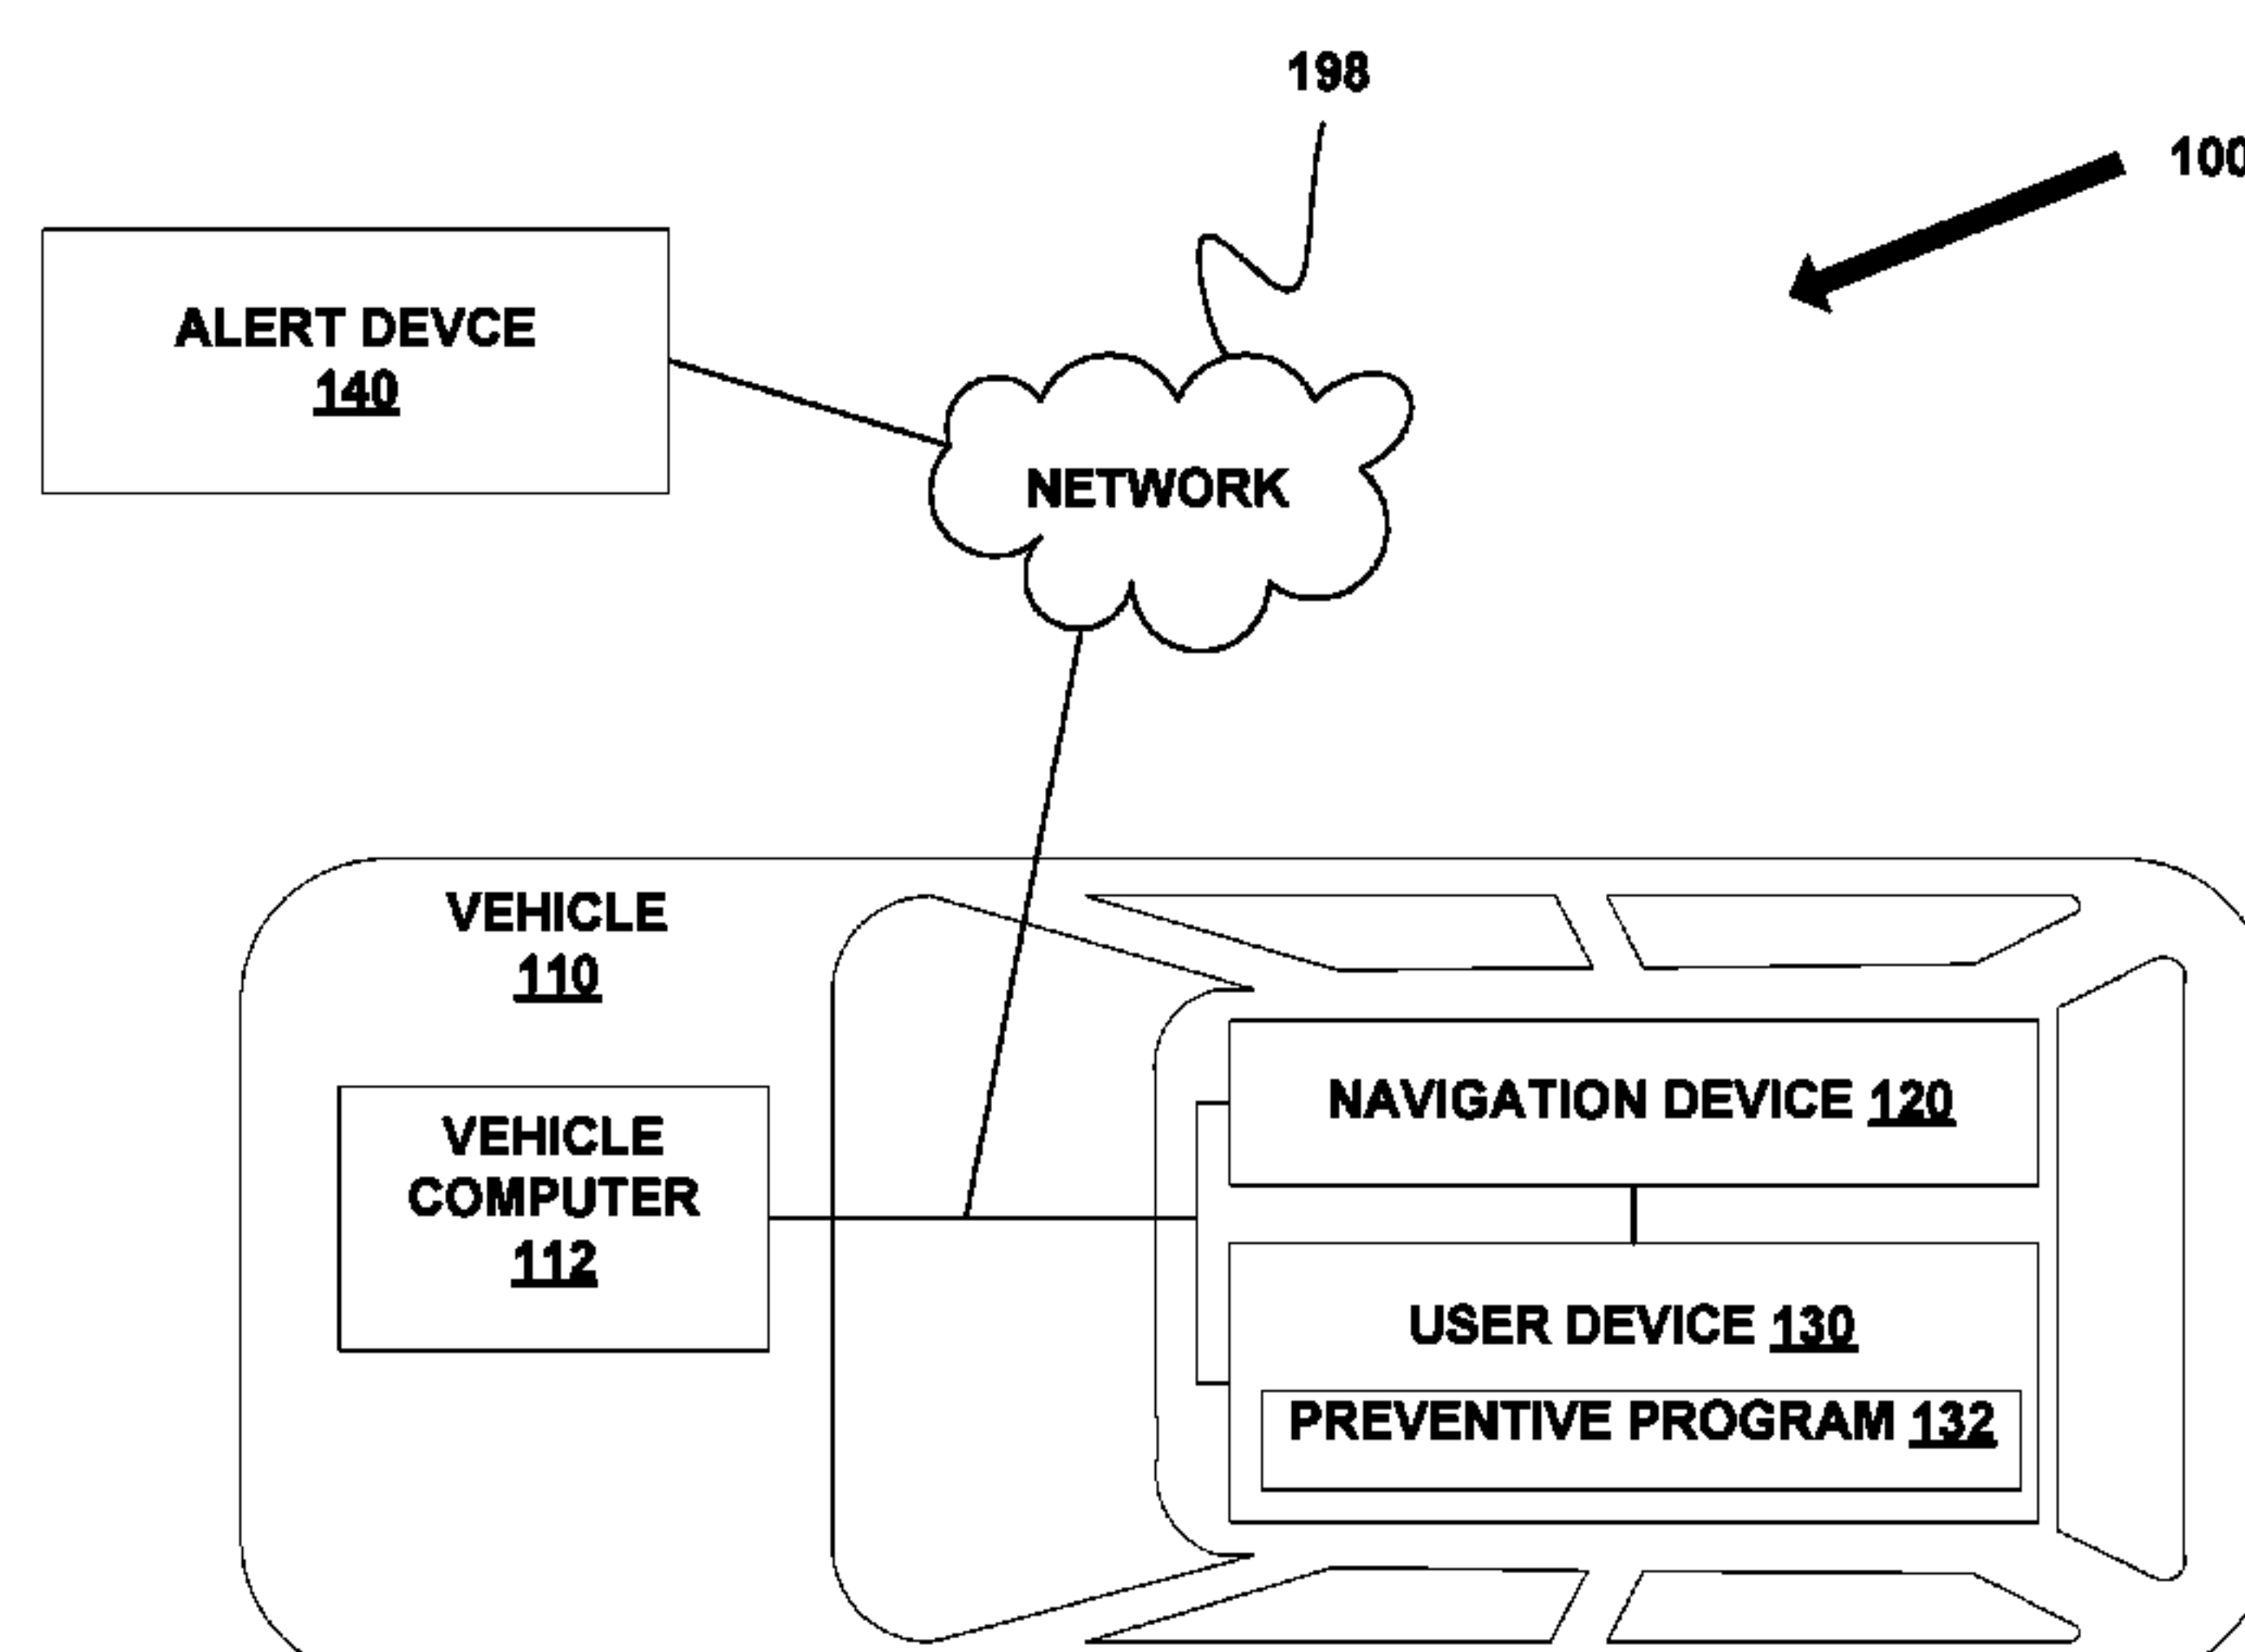 198
100
ALERT DEVCE
140
NETWORK
VEHICLE
110
NAVIGATION DEVICE 120
VEHICLE
COMPUTER
112
USER DEVICE 130
PREVENTIVE PROGRAM 132